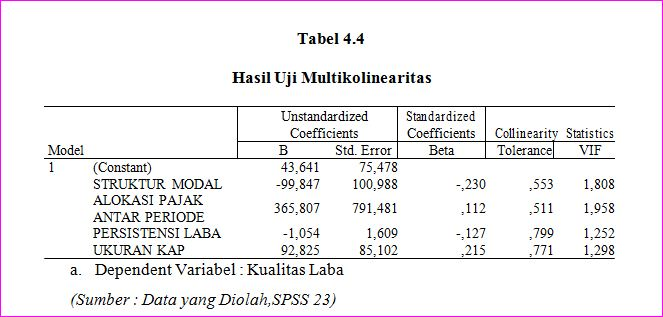 Tabel 4.4
Hasil Uji Multikolinearitas
Unstandardized Coefficients Standardized Coefficients Collinearity Statistics
Model B Std. Error Beta Tolerance VIF
1 (Constant) 43,641 75,478
STRUKTUR MODAL -99,847 100,988 -,230 ,553 1,808
ALOKASI PAJAK
ANTAR PERIODE 365,807 791,481 ,112 ,511 1,958
PERSISTENSI LABA -1,054 1,609 -,127 ,799 1,252
UKURAN KAP 92,825 85,102 ,215 ,771 1,298
a. Dependent Variabel : Kualitas Laba
(Sumber : Data yang Diolah,SPSS 23)